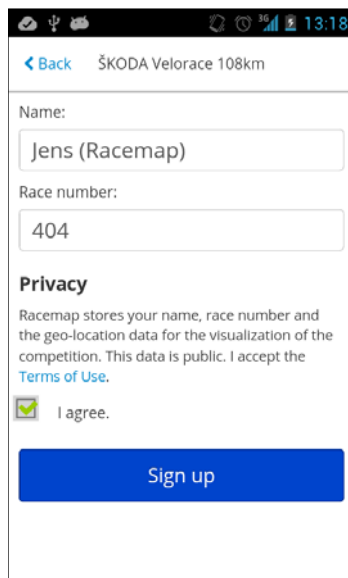 3G 13:18
Back ŠKODA Velorace 108km
Name:
Jens (Racemap)
Race number:
404
Privacy
Racemap stores your name, race number and
the geo-location data for the visualization of the
competition. This data is public. I accept the
Terms of Use.
I agree.
Sign up